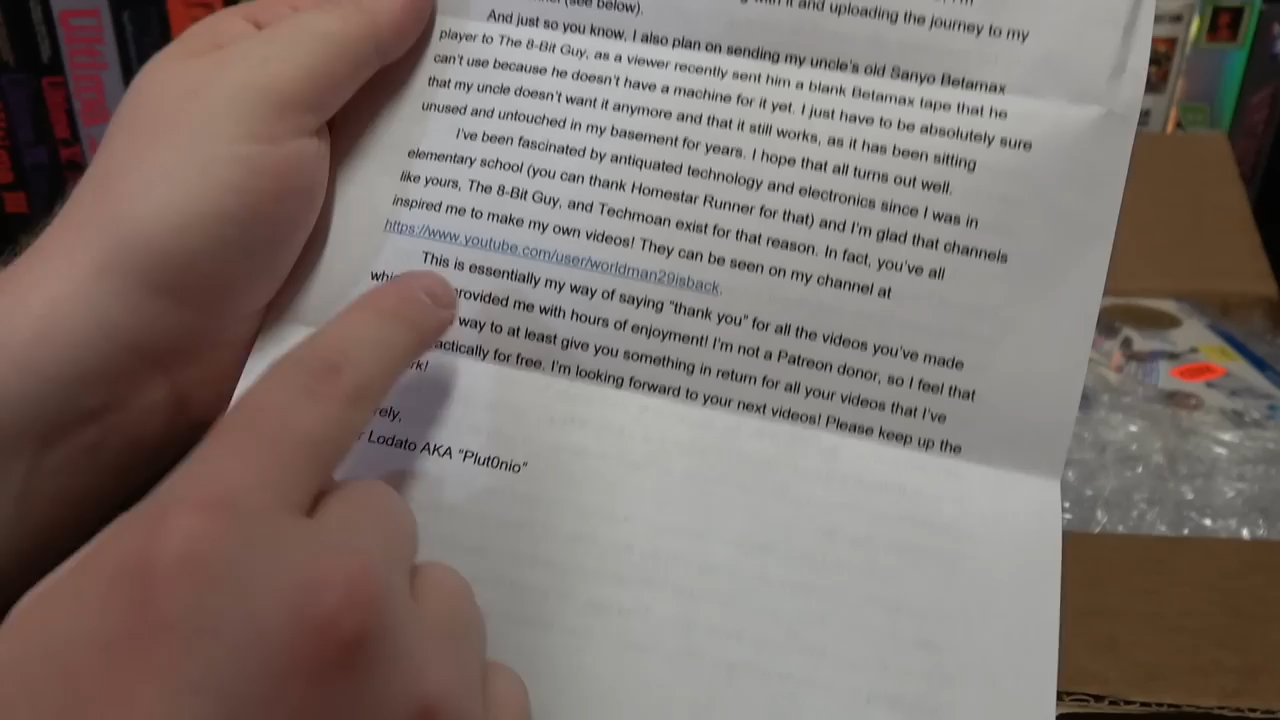 with it and uploading the journey to my
(see below).
And just so you know, I also plan on sending my uncle's old Sanyo Betamax
player to The 8-Bit Guy, as a viewer recently sent him a blank Betamax tape that he
can't use because he doesn't have a machine for it yet. I just have to be absolutely sure
that my uncle doesn't want it anymore and that it still works, as it has been sitting
unused and untouched in my basement for years. I hope that all turns out well.
I've been fascinated by antiquated technology and electronics since I was in
elementary school (you can thank Homestar Runner for that) and I'm glad that channels
like yours, The 8-Bit Guy, and Techmoan exist for that reason. In fact, you've all
inspired me to make my own videos! They can be seen on my channel at
https://www.youtube.com/user/worldman29isback.
This is essentially my way of saying "thank you" for all the videos you've made
provided me with hours of enjoyment! I'm not a Patreon donor, so I feel that
way to at least give you something in return for all your videos that I've
actically for free. I'm looking forward to your next videos! Please keep up the
rk!
rely,
Lodato AKA "Plut0nio"
Ultima